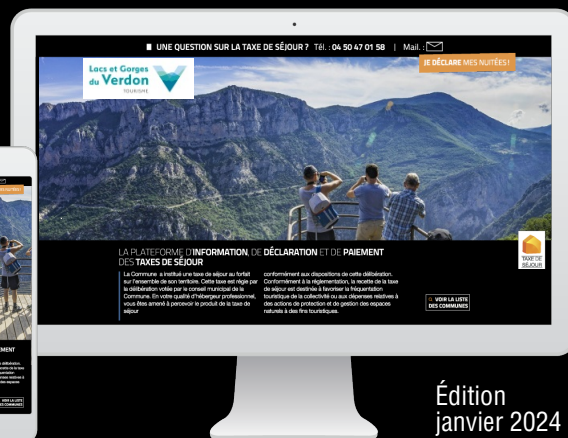 UNE QUESTION SUR LA TAXE DE SÉJOUR ? Tél. : 04 50 47 01 58 | Mail. :
JE DÉCLARE MES NUITÉES !
Lacs et Gorges
du Verdon
TOURISME
LA PLATEFORME D'INFORMATION, DE DÉCLARATION ET DE PAIEMENT
DES TAXES DE SÉJOUR
La Commune a institué une taxe de séjour au forfait
sur l'ensemble de son territoire. Cette taxe est régie par
la délibération votée par le conseil municipal de la
Commune. En votre qualité d'hébergeur professionnel,
vous êtes amené à percevoir le produit de la taxe de
séjour
conformément aux dispositions de cette délibération.
Conformément à la réglementation, la recette de la taxe
de séjour est destinée à favoriser la fréquentation
touristique de la collectivité ou aux dépenses relatives à
des actions de protection et de gestion des espaces
naturels à des fins touristiques.
TAXE DE
SÉJOUR
VOIR LA LISTE
DES COMMUNES
EMENT
VOIR LA LISTE
DES COMMUNES
Édition
janvier 2024